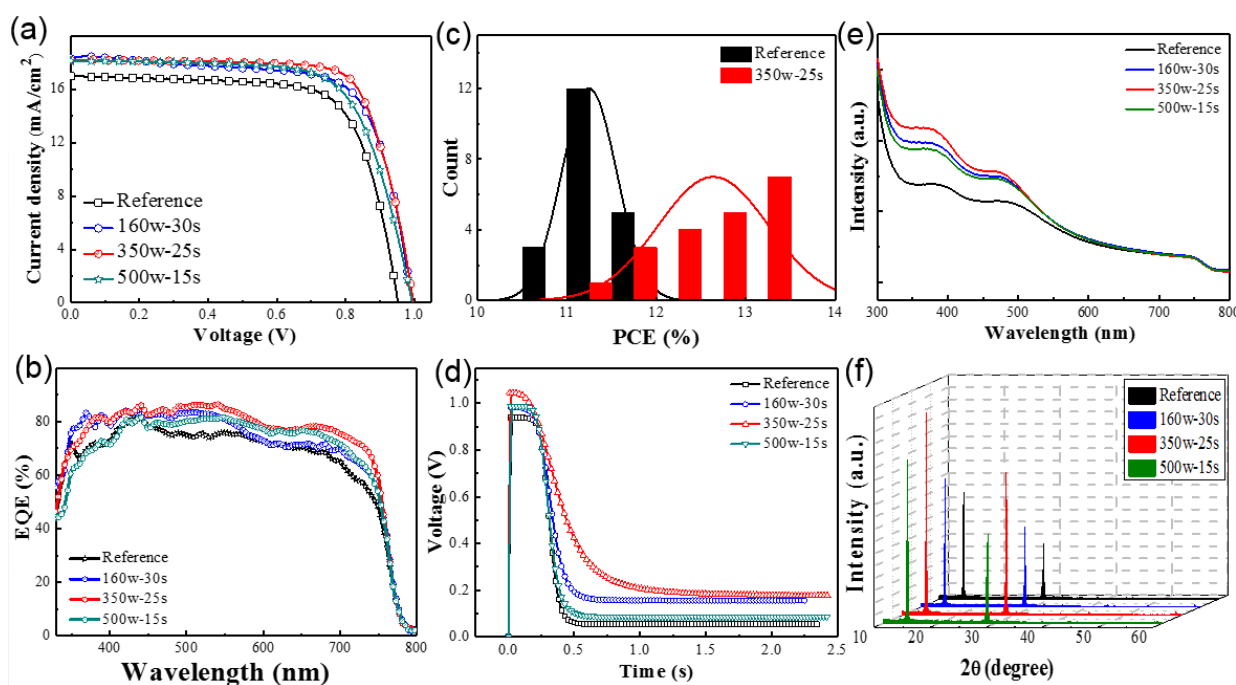 (a)
Current density (mA/cm²)
16
12
8
4
0
0.0 0.2 0.4 0.6 0.8 1.0
Voltage (V)
Reference
160w-30s
350w-25s
500w-15s
(c)
Count
12
8
4
0
10 11 12 13 14
PCE (%)
Reference
350w-25s
(e)
Intensity (a.u.)
300 400 500 600 700 800
Wavelength (nm)
Reference
160w-30s
350w-25s
500w-15s
(b)
EQE (%)
80
60
40
20
0
400 500 600 700 800
Wavelength (nm)
Reference
160w-30s
350w-25s
500w-15s
(d)
Voltage (V)
1.0
0.8
0.6
0.4
0.2
0.0
0.0 0.5 1.0 1.5 2.0 2.5
Time (s)
Reference
160w-30s
350w-25s
500w-15s
(f)
Intensity (a.u.)
10 20 30 40 50 60
2θ (degree)
Reference
160w-30s
350w-25s
500w-15s